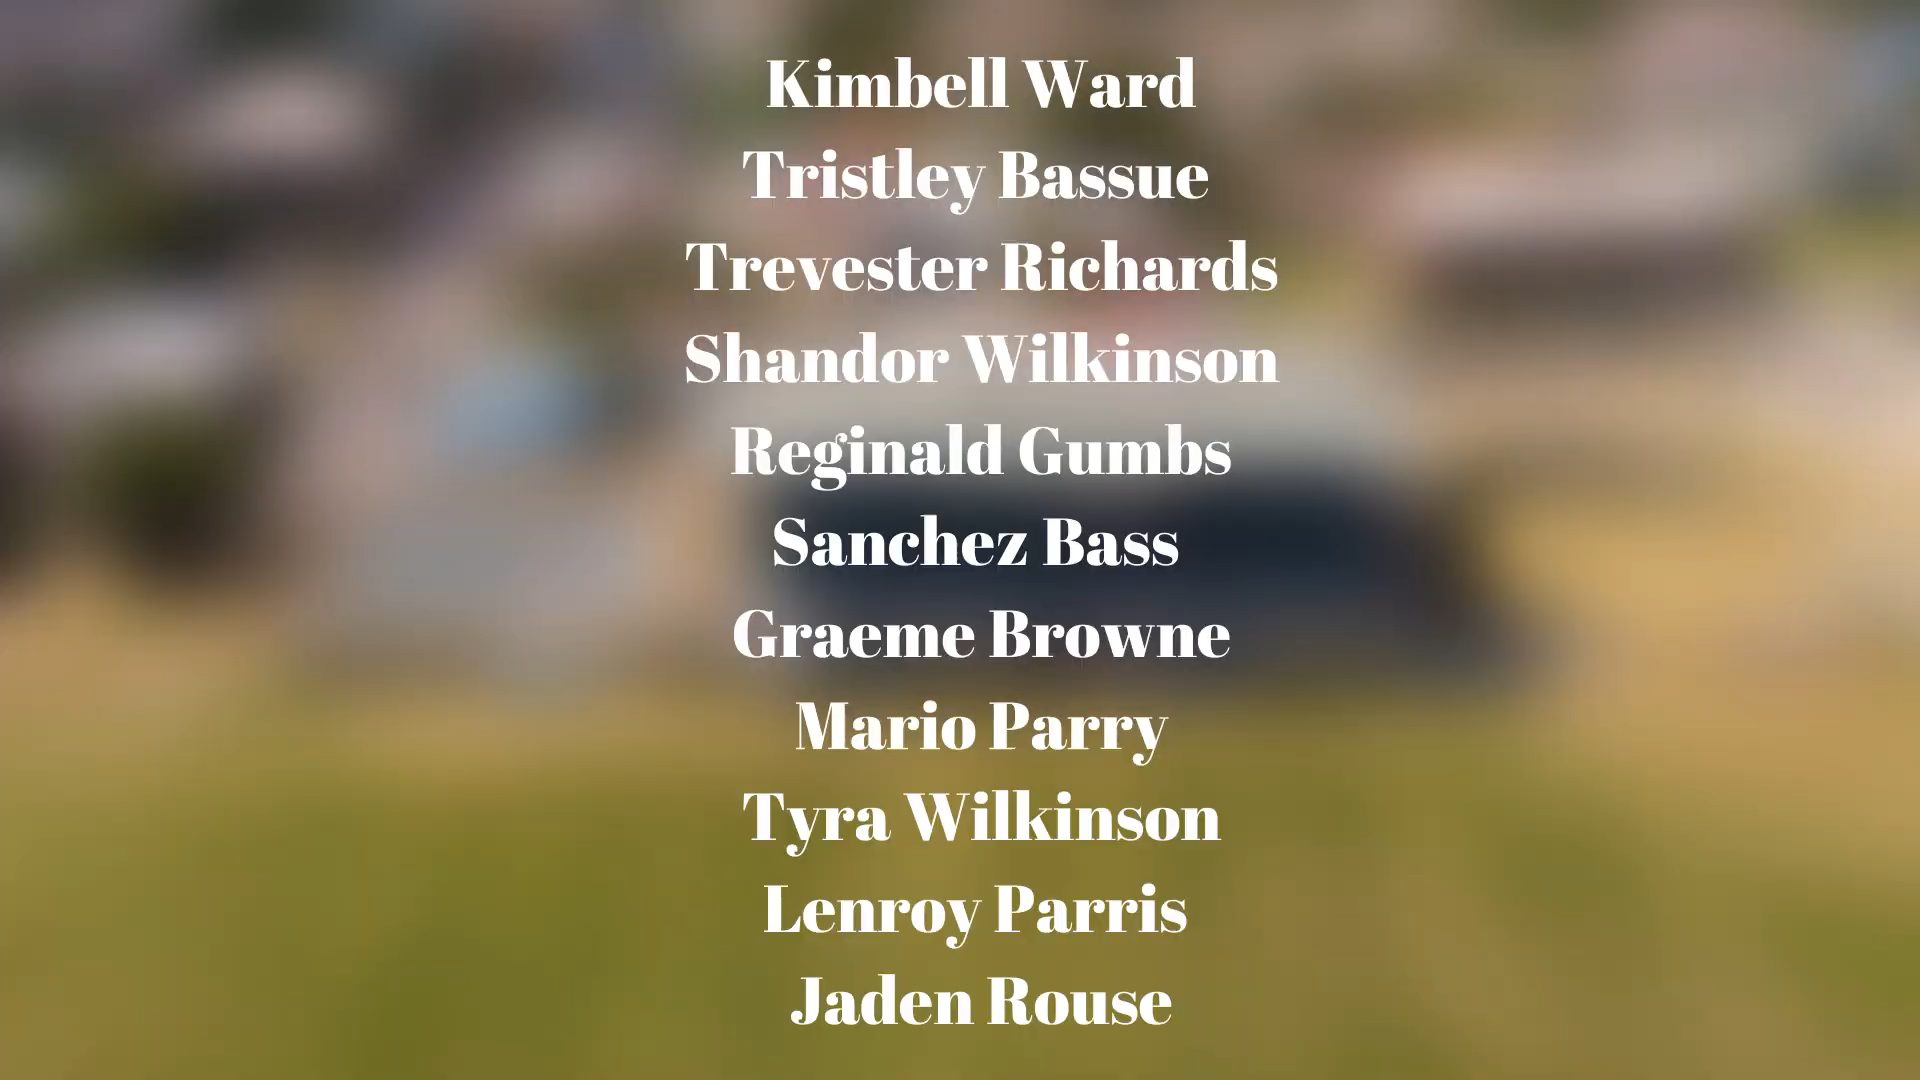 Kimbell Ward
Tristley Bassue
Trevester Richards
Shandor Wilkinson
Reginald Gumbs
Sanchez Bass
Graeme Browne
Mario Parry
Tyra Wilkinson
Lenroy Parris
Jaden Rouse